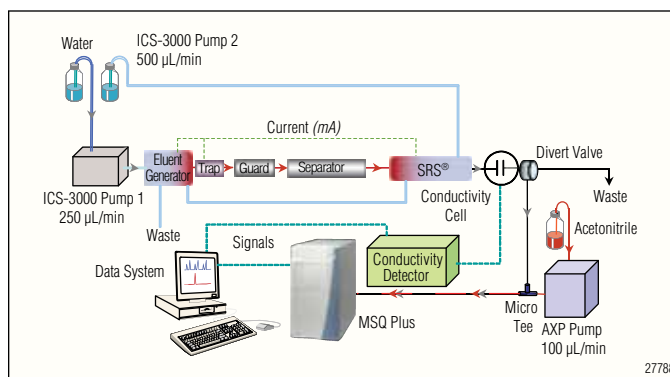 Water
ICS-3000 Pump 2
500 µL/min
Current (mA)
Eluent
Generator
Trap
Guard
Separator
SRS®
Divert Valve
Waste
ICS-3000 Pump 1
250 µL/min
Conductivity
Cell
Acetonitrile
Waste
Signals
Data System
Conductivity
Detector
MSQ Plus
Micro
Tee
AXP Pump
100 µL/min
27788